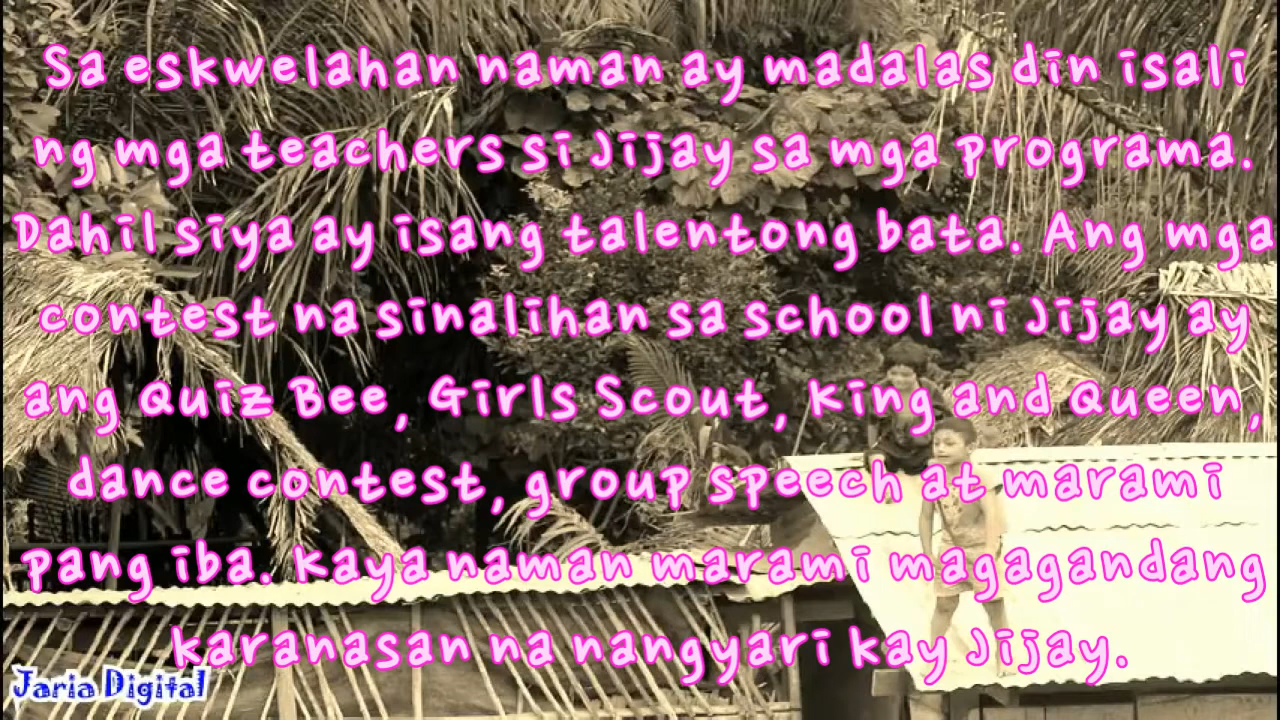 Sa eskwelahan naman ay madalas din isali
ng mga teachers si Jijay sa mga programa.
Dahil siya ay isang talentong bata. Ang mga
contest na sinalihan sa school ni Jijay ay
ang Quiz Bee, Girls Scout, King and Queen,
dance contest, group speech at marami
pang iba. Kaya naman marami magagandang
karanasan na nangyari kay Jijay.
Jaria Digital